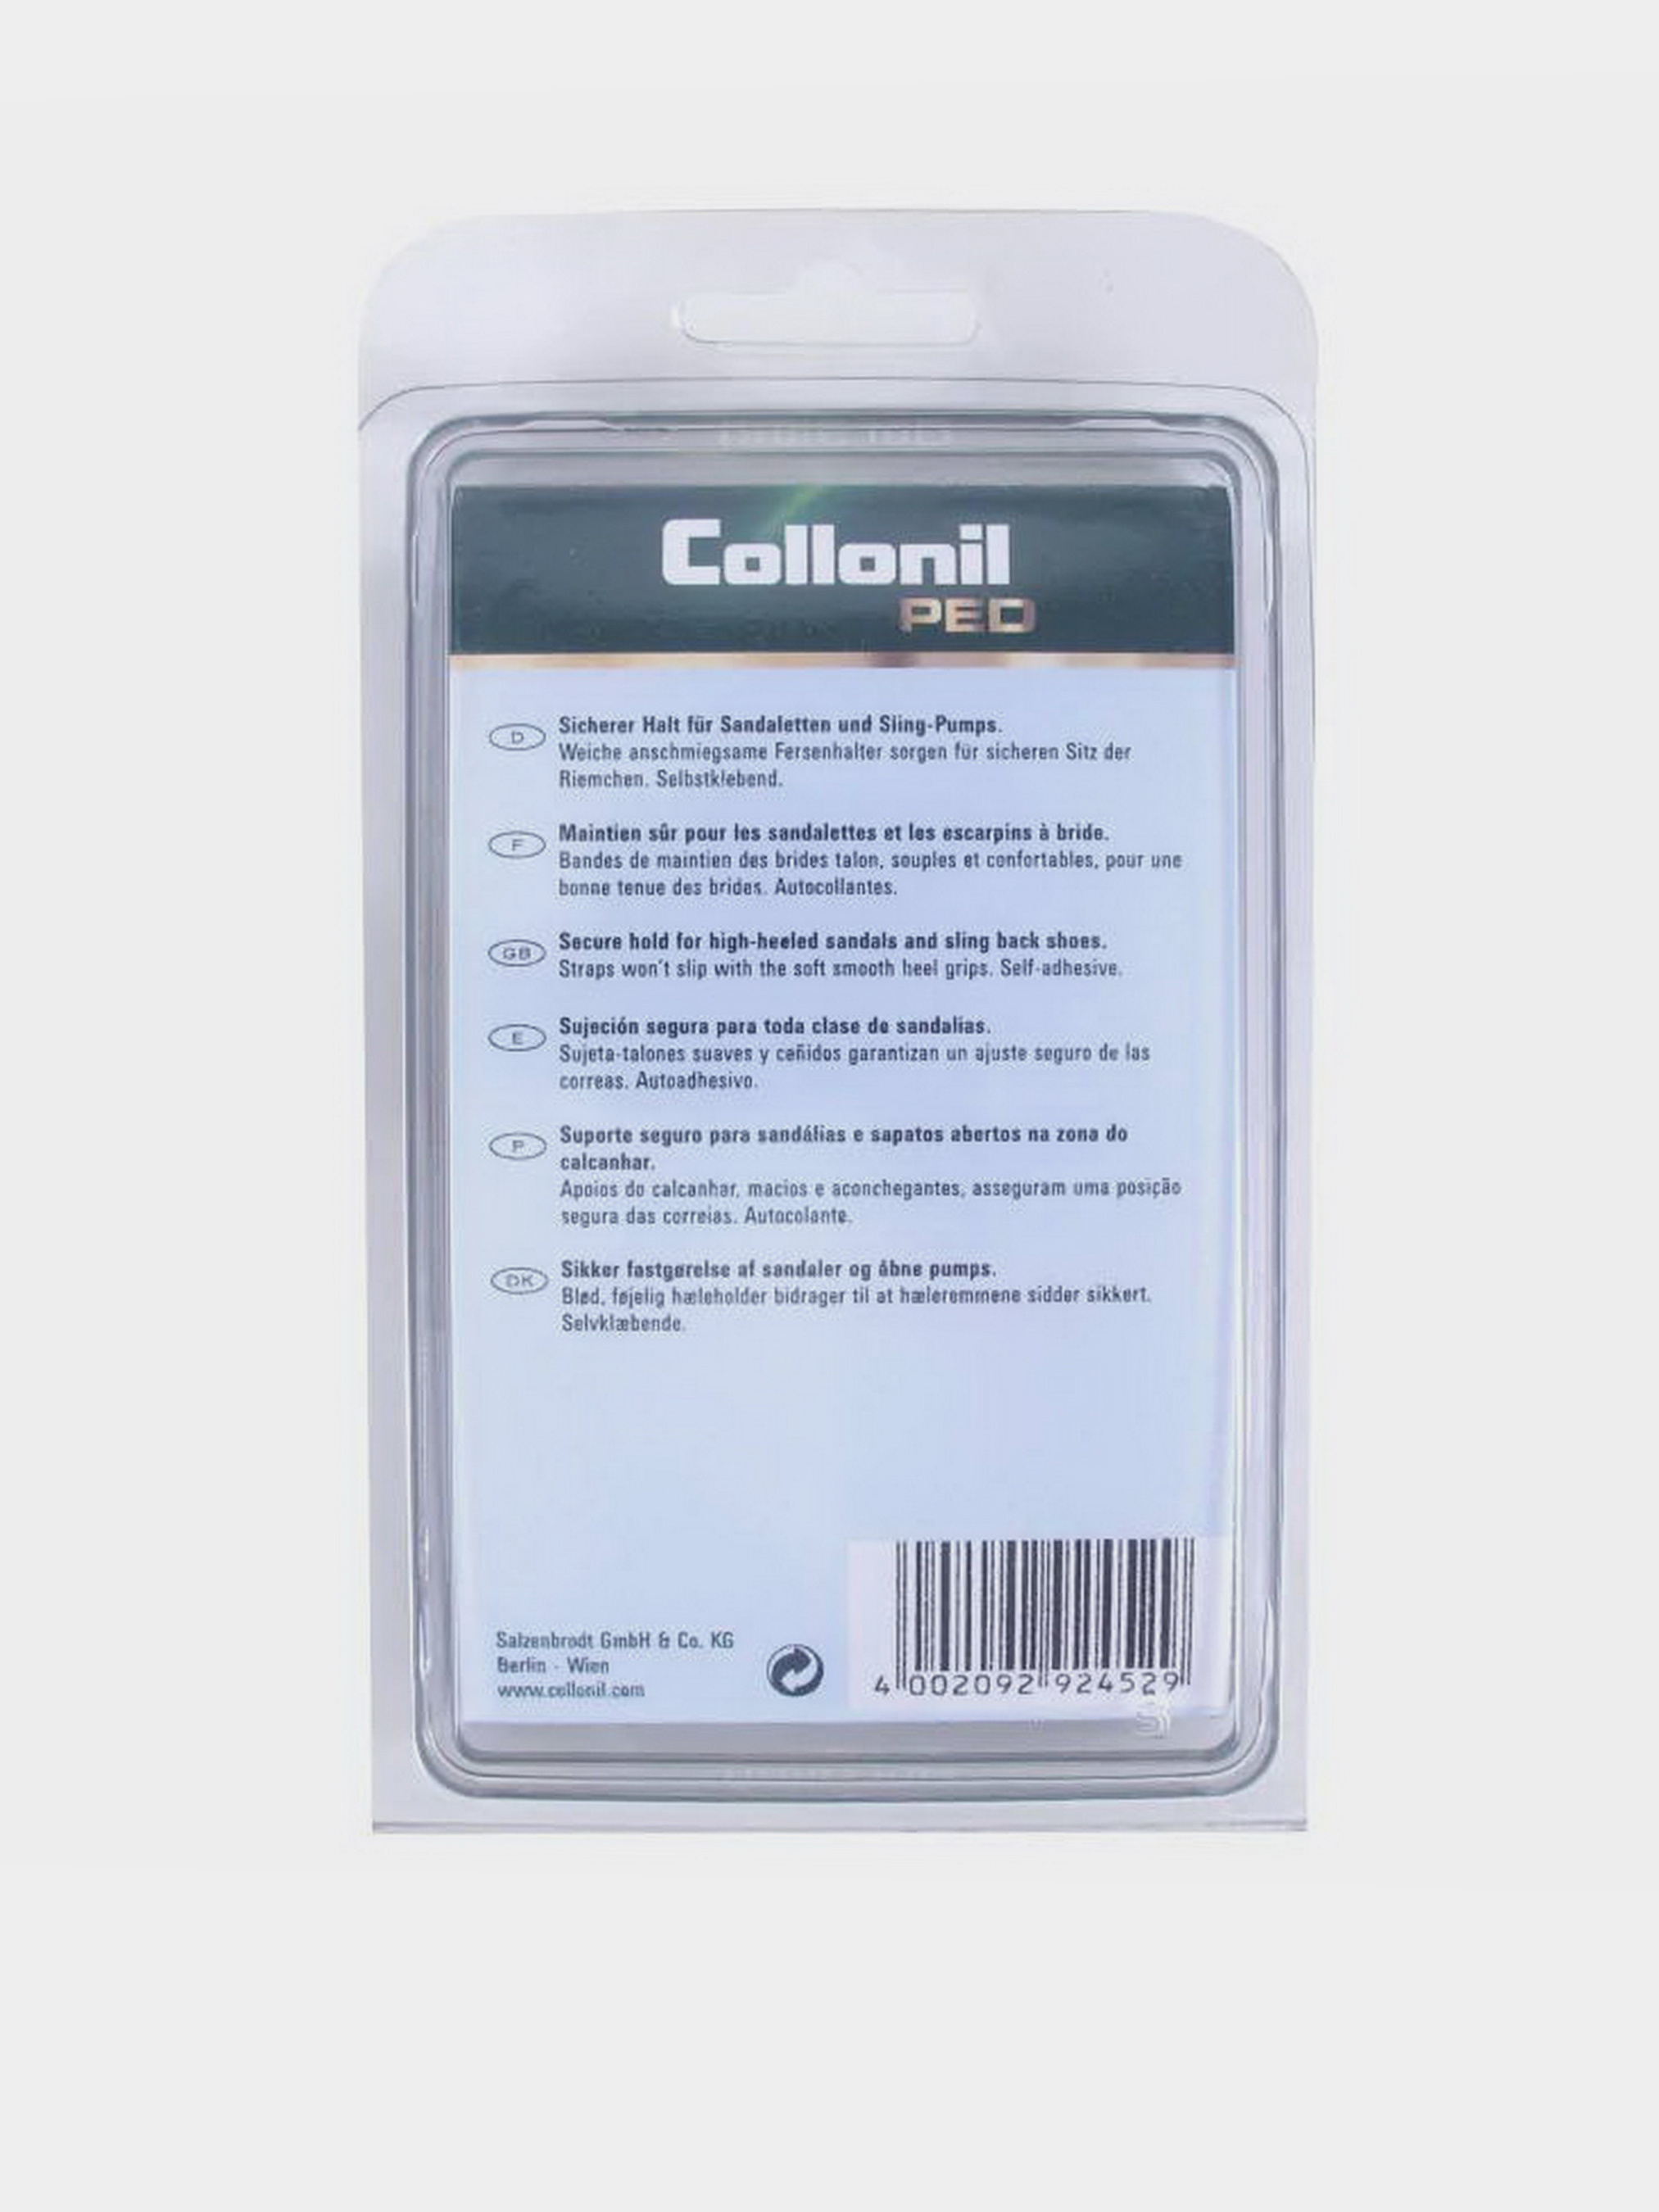 Collonil
PED
D
Sicherer Halt für Sandaletten und Sling-Pumps.
Weiche anschmiegsame Fersenhalter sorgen für sicheren Sitz der
Riemchen. Selbstklebend.
F
Maintien sûr pour les sandalettes et les escarpins à bride.
Bandes de maintien des brides talon, souples et confortables, pour une
bonne tenue des brides. Autocollantes.
GB
Secure hold for high-heeled sandals and sling back shoes.
Straps won't slip with the soft smooth heel grips. Self-adhesive.
E
Sujeción segura para toda clase de sandalias.
Sujeta-talones suaves y ceñidos garantizan un ajuste seguro de las
correas. Autoadhesivo.
P
Suporte seguro para sandálias e sapatos abertos na zona do
calcanhar.
Apoios do calcanhar, macios e aconchegantes, asseguram uma posição
segura das correias. Autocolante.
DK
Sikker fastgørelse af sandaler og åbne pumps.
Blød, føjelig hæleholder bidrager til at hæleremmene sidder sikkert.
Selvklæbende.
Salzenbrodt GmbH & Co. KG
Berlin - Wien
www.collonil.com
4 002092 924529